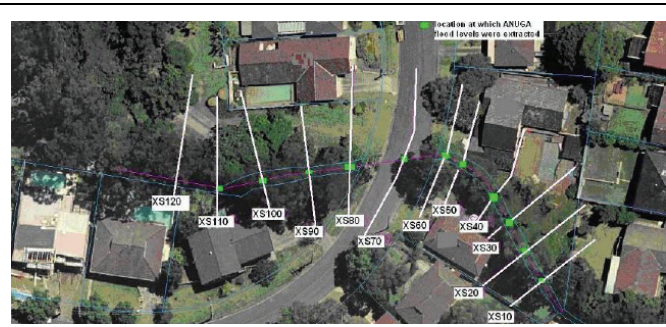 location at which ANUGA
flood levels were extracted
XS120
XS110
XS100
XS90
XS80
XS70
XS60
XS50
XS40
XS30
XS20
XS10